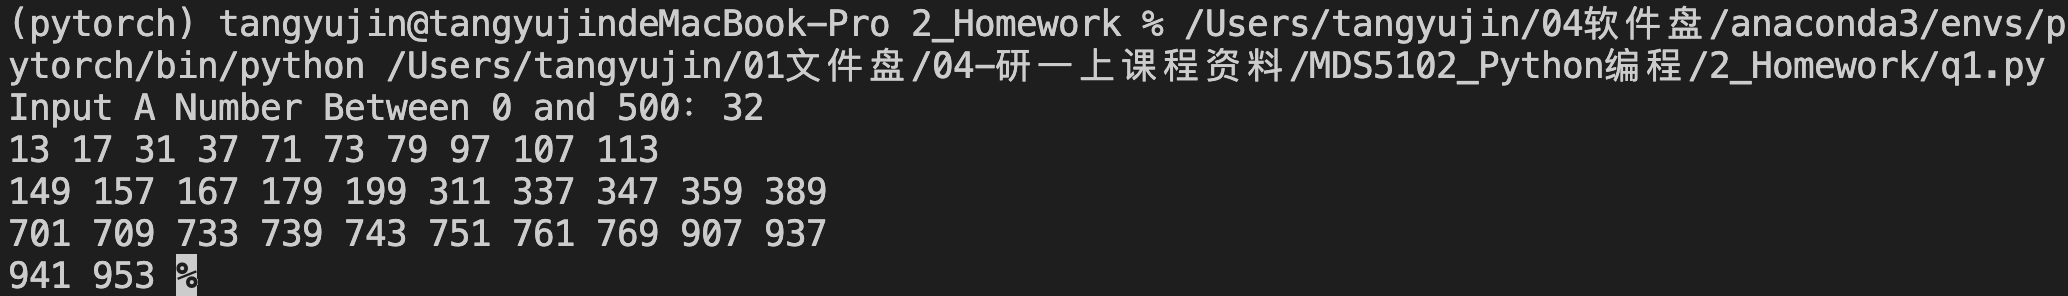 (pytorch) tangyujin@tangyujindeMacBook-Pro 2_Homework % /Users/tangyujin/04软件盘/anaconda3/envs/p
ytorch/bin/python /Users/tangyujin/01文件盘/04-研一上课程资料/MDS5102_Python编程/2_Homework/q1.py
Input A Number Between 0 and 500: 32
13 17 31 37 71 73 79 97 107 113
149 157 167 179 199 311 337 347 359 389
701 709 733 739 743 751 761 769 907 937
941 953 %